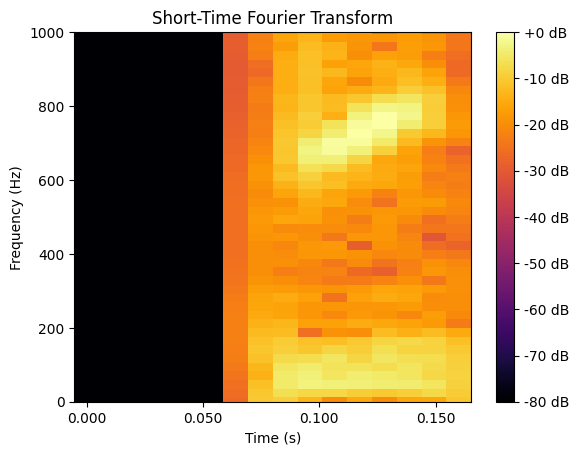 Short-Time Fourier Transform
1000
800
600
400
200
0
Frequency (Hz)
0.000
0.050
0.100
0.150
Time (s)
+0 dB
-10 dB
-20 dB
-30 dB
-40 dB
-50 dB
-60 dB
-70 dB
-80 dB